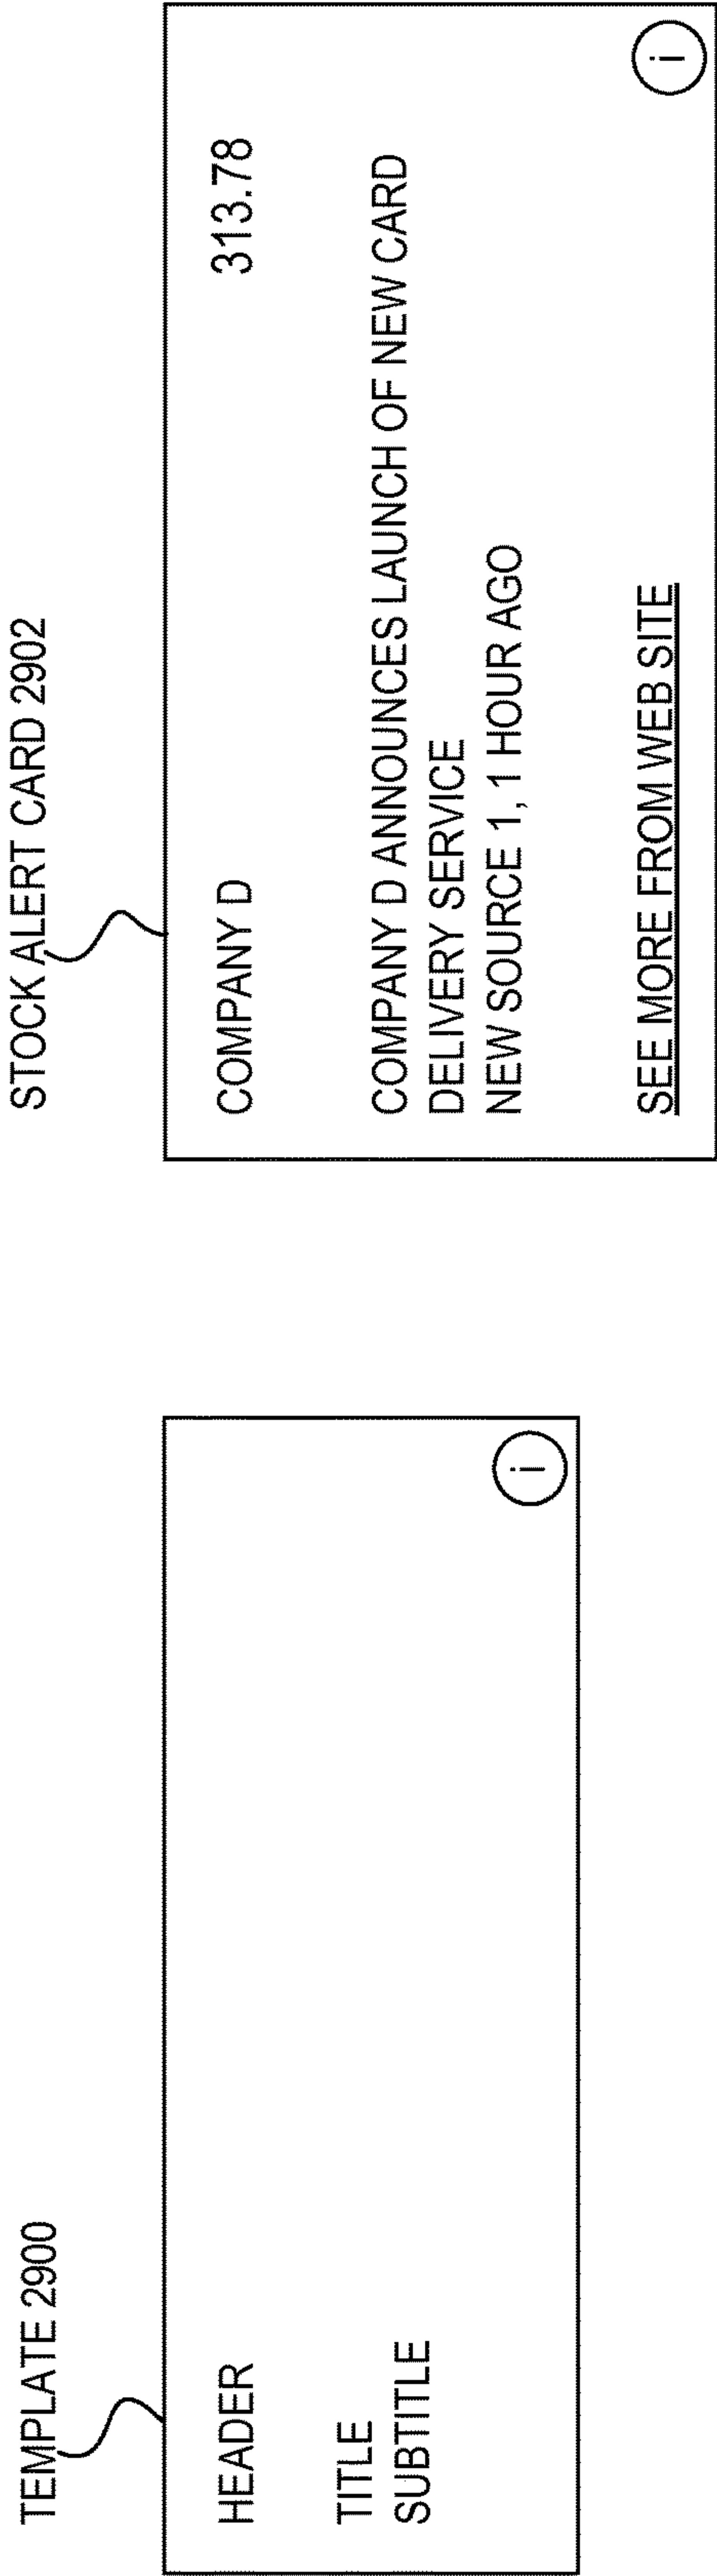 TEMPLATE 2900
HEADER
TITLE
SUBTITLE
i
STOCK ALERT CARD 2902
COMPANY D 313.78
COMPANY D ANNOUNCES LAUNCH OF NEW CARD
DELIVERY SERVICE
NEW SOURCE 1, 1 HOUR AGO
SEE MORE FROM WEB SITE
i